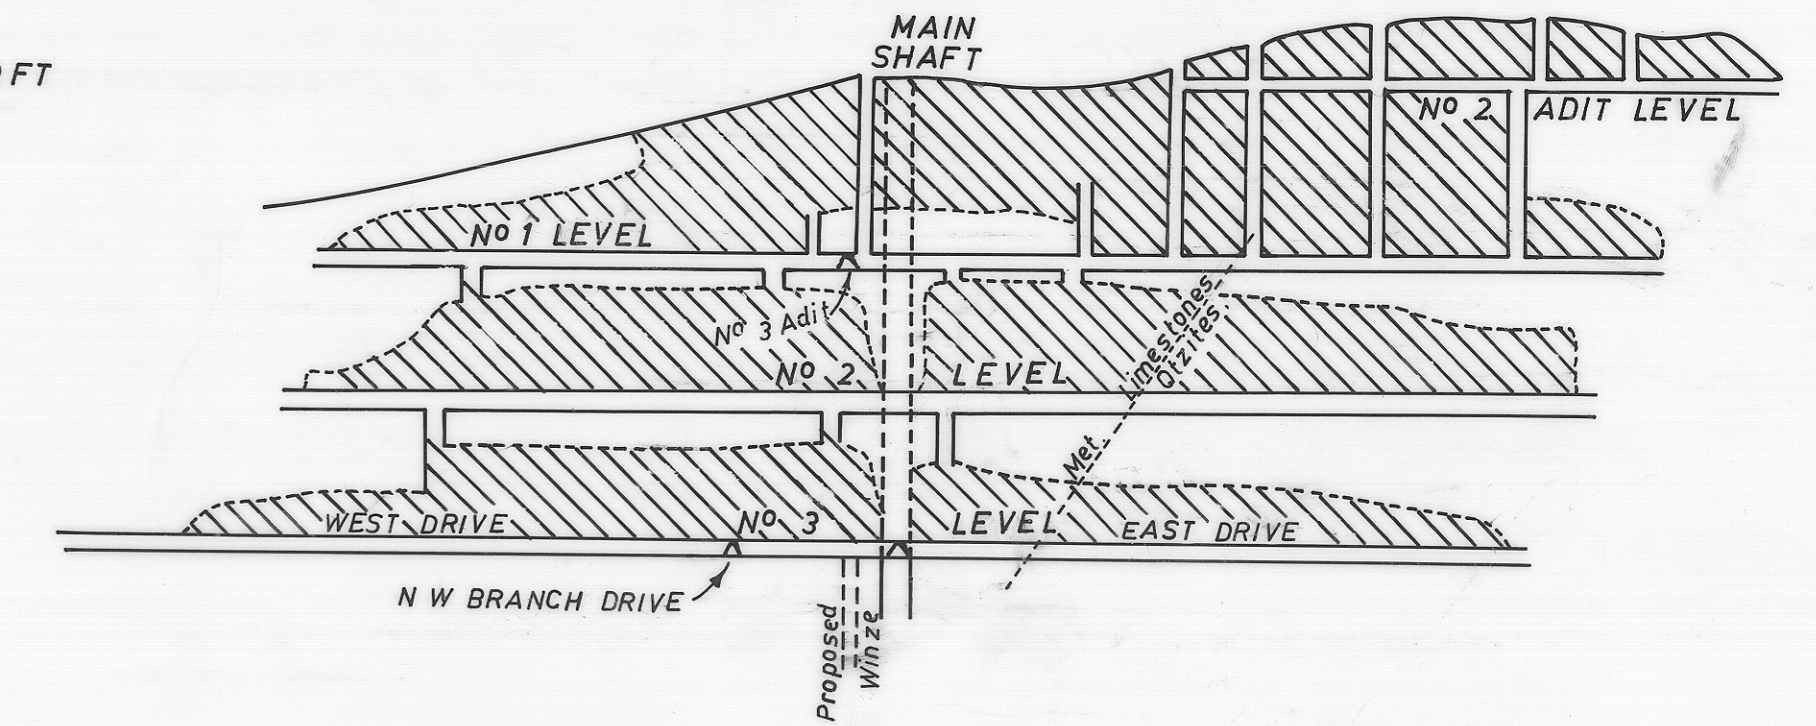 MAIN
SHAFT
FT
No 2 ADIT LEVEL
No 1 LEVEL
No 3 Adit
No 2 LEVEL
Limestones
Qtzites
Met.
WEST DRIVE No 3 LEVEL EAST DRIVE
N W BRANCH DRIVE
Proposed
Winze